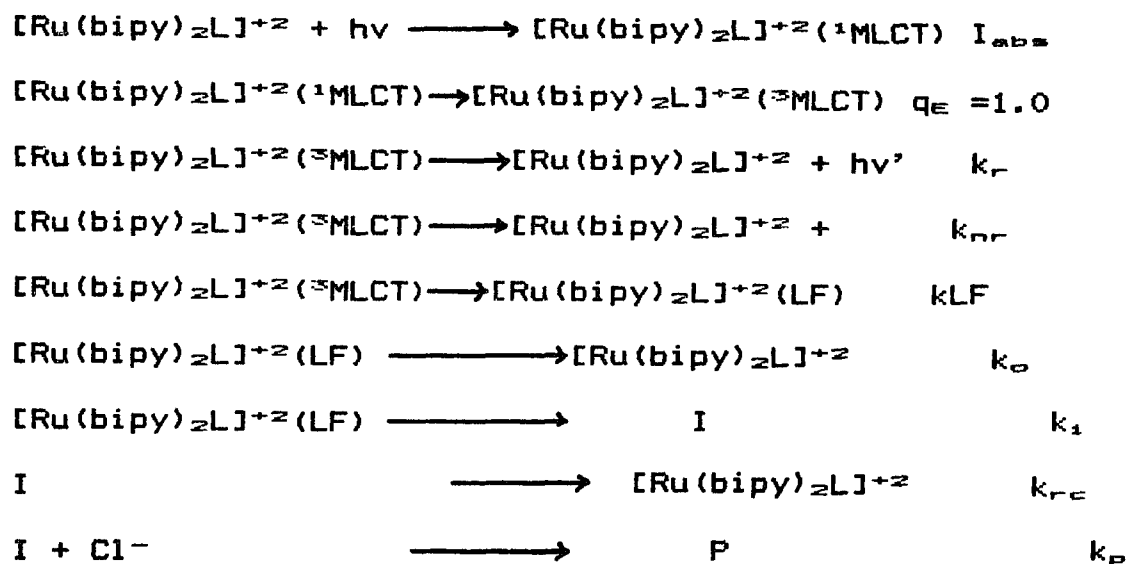 [Ru(bipy)₂L]⁺² + hv ⟶ [Ru(bipy)₂L]⁺²(¹MLCT) Iₐbs
[Ru(bipy)₂L]⁺²(¹MLCT)→[Ru(bipy)₂L]⁺²(³MLCT) qE =1.0
[Ru(bipy)₂L]⁺²(³MLCT)⟶[Ru(bipy)₂L]⁺² + hv' kr
[Ru(bipy)₂L]⁺²(³MLCT)⟶[Ru(bipy)₂L]⁺² + knr
[Ru(bipy)₂L]⁺²(³MLCT)⟶[Ru(bipy)₂L]⁺²(LF) kLF
[Ru(bipy)₂L]⁺²(LF) ⟶[Ru(bipy)₂L]⁺² ko
[Ru(bipy)₂L]⁺²(LF) ⟶ I k₁
I ⟶ [Ru(bipy)₂L]⁺² krc
I + Cl⁻ ⟶ P kp